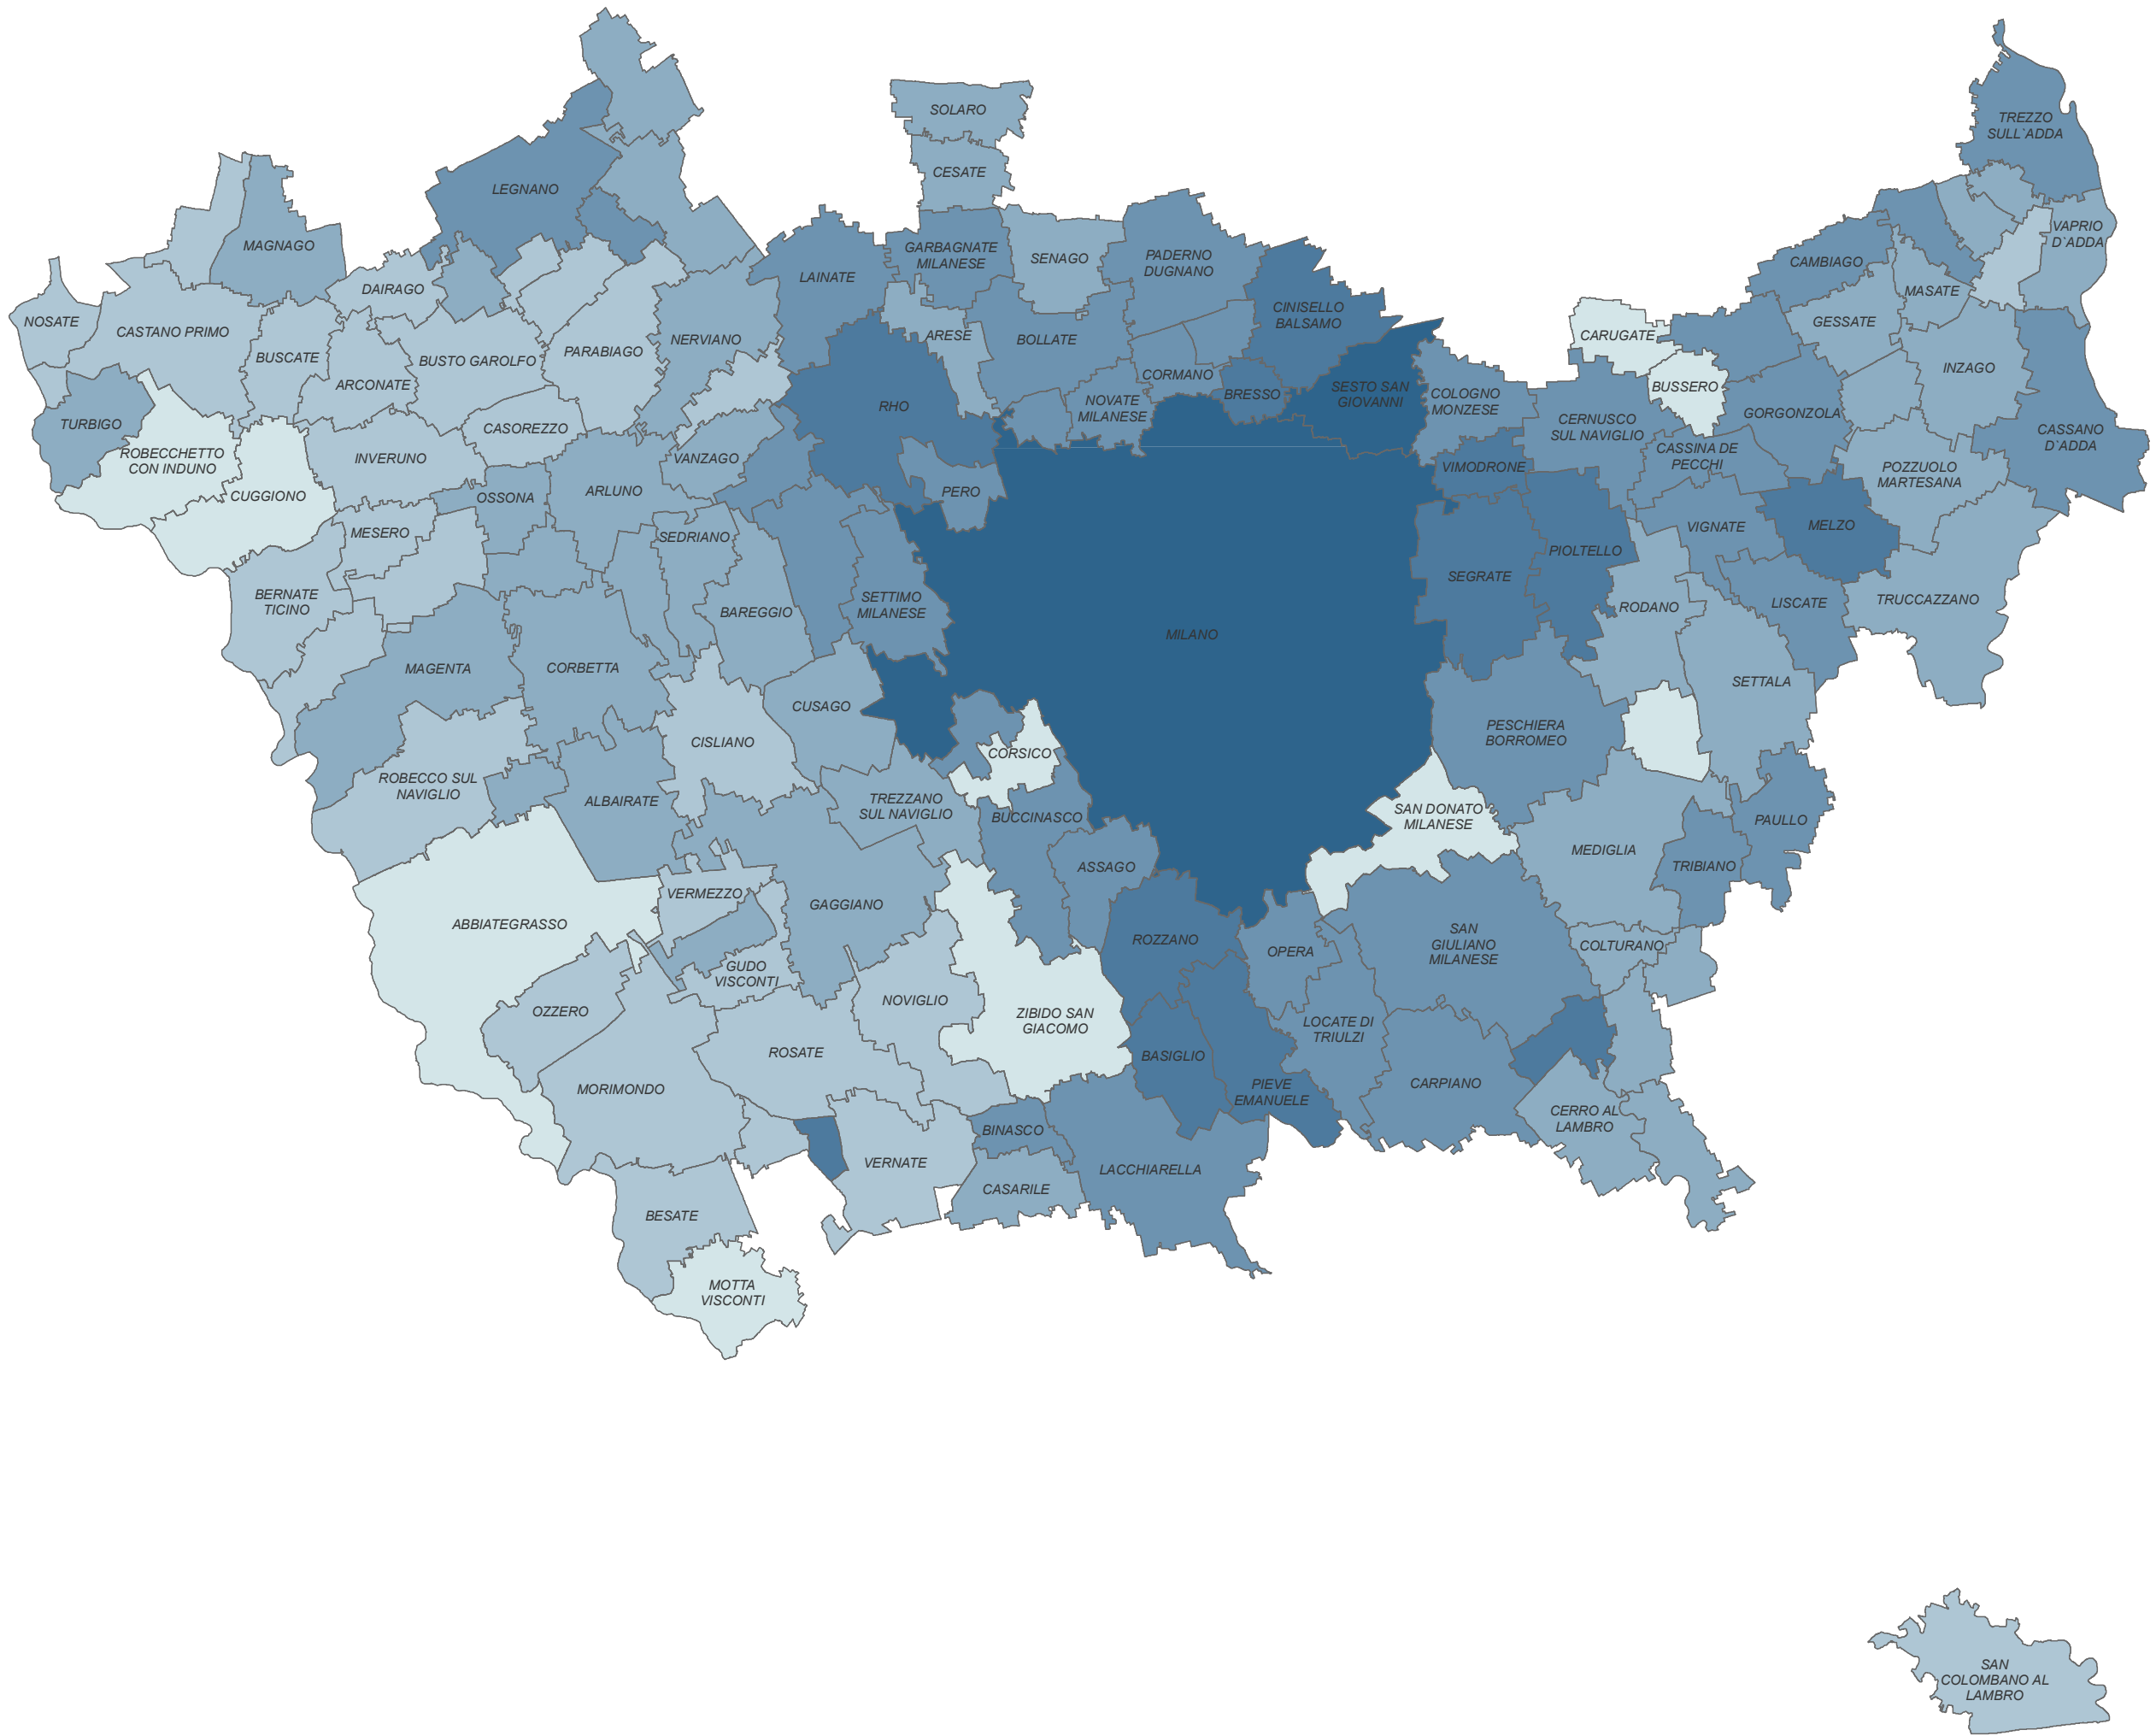 SOLARO
TREZZO
SULL`ADDA
CESATE
LEGNANO
MAGNAGO
GARBAGNATE
MILANESE
SENAGO
PADERNO
DUGNANO
VAPRIO
D`ADDA
CAMBIAGO
LAINATE
DAIRAGO
MASATE
NOSATE
CASTANO PRIMO
CINISELLO
BALSAMO
GESSATE
CARUGATE
ARESE
BOLLATE
NERVIANO
PARABIAGO
BUSTO GAROLFO
BUSCATE
ARCONATE
INZAGO
CORMANO
BRESSO
SESTO SAN
GIOVANNI
COLOGNO
MONZESE
BUSSERO
NOVATE
MILANESE
RHO
GORGONZOLA
CERNUSCO
SUL NAVIGLIO
TURBIGO
CASOREZZO
CASSANO
D`ADDA
ROBECCHETTO
CON INDUNO
INVERUNO
VANZAGO
CASSINA DE
PECCHI
VIMODRONE
POZZUOLO
MARTESANA
CUGGIONO
OSSONA
ARLUNO
PERO
MESERO
SEDRIANO
VIGNATE
MELZO
PIOLTELLO
SEGRATE
BERNATE
TICINO
SETTIMO
MILANESE
BAREGGIO
RODANO
LISCATE
TRUCCAZZANO
MILANO
MAGENTA
CORBETTA
SETTALA
CUSAGO
PESCHIERA
BORROMEO
CISLIANO
CORSICO
ROBECCO SUL
NAVIGLIO
ALBAIRATE
TREZZANO
SUL NAVIGLIO
BUCCINASCO
SAN DONATO
MILANESE
PAULLO
MEDIGLIA
TRIBIANO
ASSAGO
VERMEZZO
GAGGIANO
ABBIATEGRASSO
ROZZANO
SAN
GIULIANO
MILANESE
OPERA
COLTURANO
GUDO
VISCONTI
NOVIGLIO
OZZERO
ZIBIDO SAN
GIACOMO
LOCATE DI
TRIULZI
ROSATE
BASIGLIO
MORIMONDO
PIEVE
EMANUELE
CARPIANO
CERRO AL
LAMBRO
BINASCO
VERNATE
LACCHIARELLA
CASARILE
BESATE
MOTTA
VISCONTI
SAN
COLOMBANO AL
LAMBRO